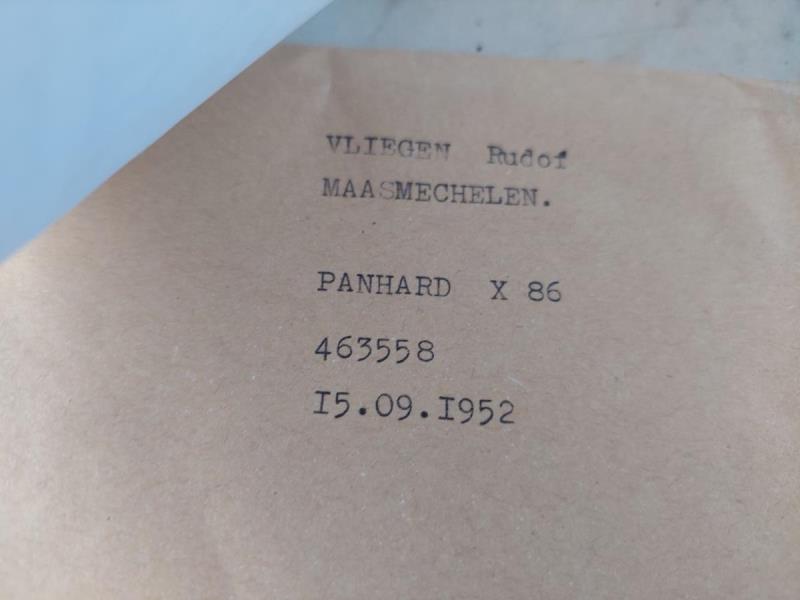 VLIEGEN Rudof
MAASMECHELEN.
PANHARD X 86
463558
I5.09.I952